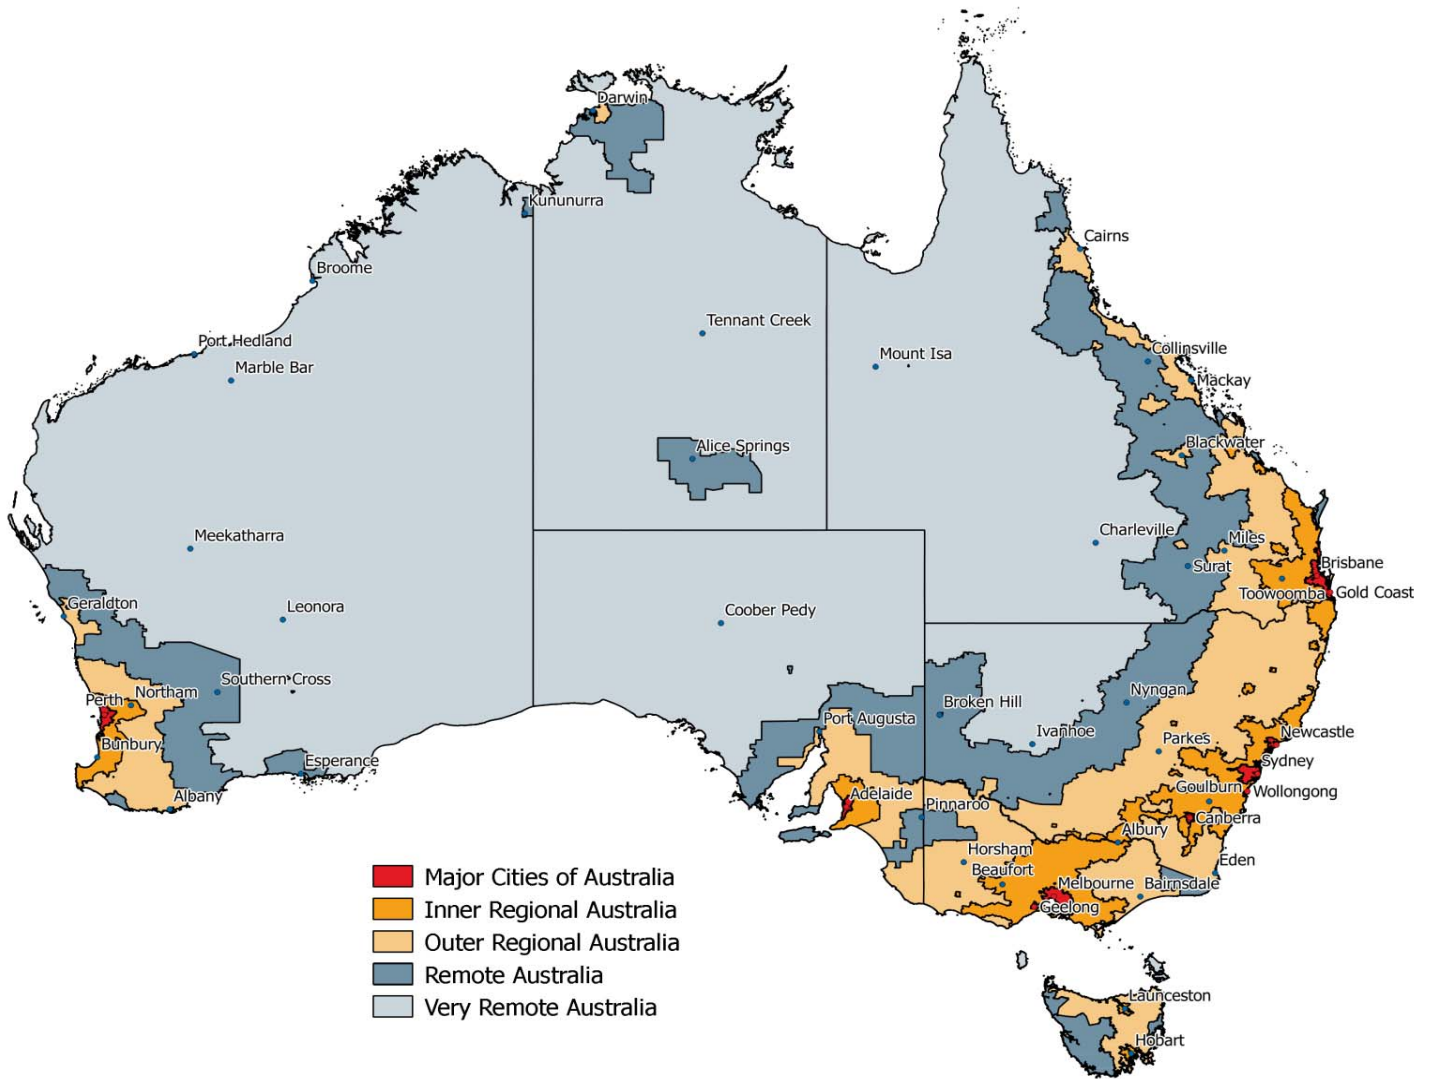 Darwin
Kununurra
Cairns
Broome
Tennant Creek
Port Hedland
Marble Bar
Mount Isa
Collinsville
Mackay
Alice Springs
Blackwater
Meekatharra
Charleville
Miles
Surat
Brisbane
Toowoomba
Gold Coast
Geraldton
Leonora
Coober Pedy
Southern Cross
Northam
Perth
Broken Hill
Nyngan
Port Augusta
Ivanhoe
Parkes
Newcastle
Bunbury
Esperance
Sydney
Goulburn
Wollongong
Albany
Adelaide
Pinnaroo
Canberra
Albury
Horsham
Beaufort
Eden
Melbourne
Bairnsdale
Geelong
Major Cities of Australia
Inner Regional Australia
Outer Regional Australia
Remote Australia
Very Remote Australia
Launceston
Hobart